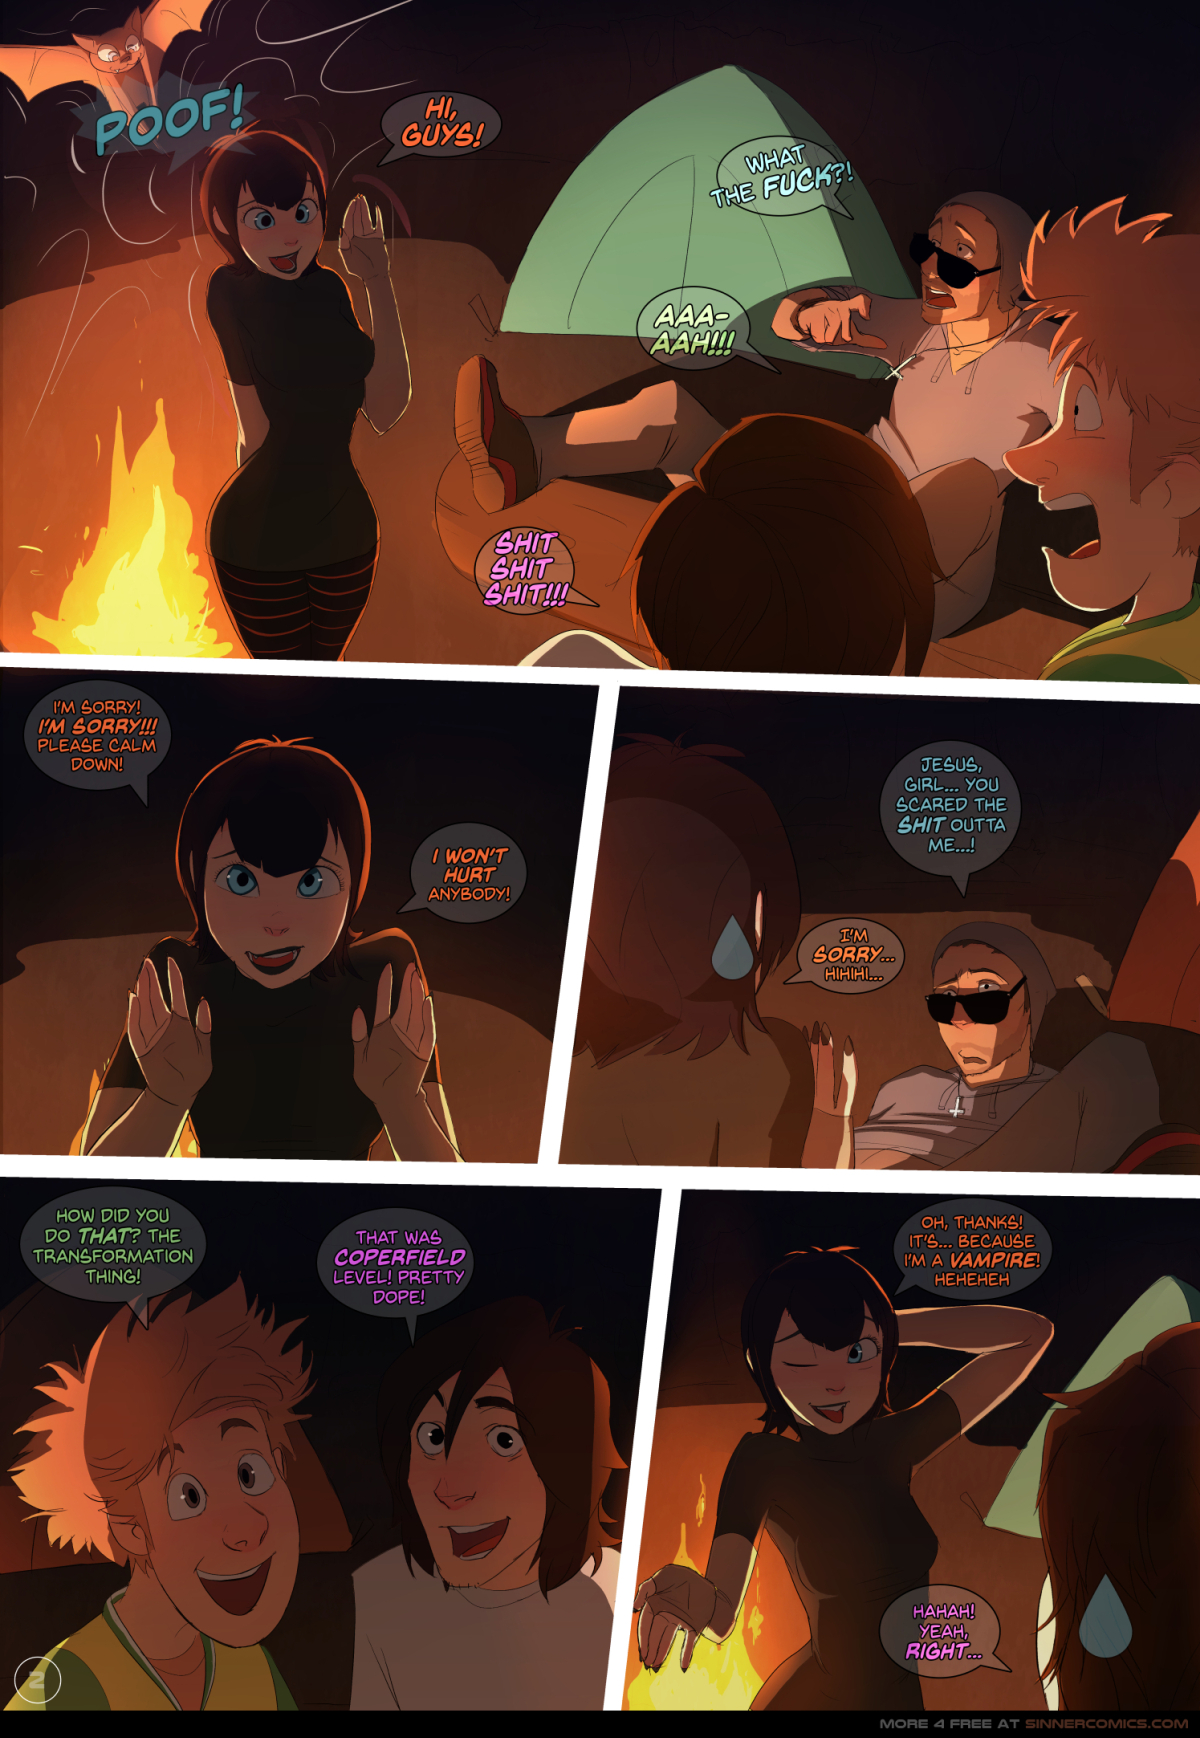 POOF!
HI,
GUYS!
WHAT
THE FUCK?!
AAA-
AAH!!!
SHIT
SHIT
SHIT!!!
I'M SORRY!
I'M SORRY!!!
PLEASE CALM
DOWN!
I WON'T
HURT
ANYBODY!
JESUS,
GIRL... YOU
SCARED THE
SHIT OUTTA
ME...!
I'M
SORRY...
HIHIHI...
HOW DID YOU
DO THAT? THE
TRANSFORMATION
THING!
THAT WAS
COPERFIELD
LEVEL! PRETTY
DOPE!
OH, THANKS!
IT'S... BECAUSE
I'M A VAMPIRE!
HEHEHEH
HAHAH!
YEAH,
RIGHT...
2
MORE 4 FREE AT SINNERCOMICS.COM